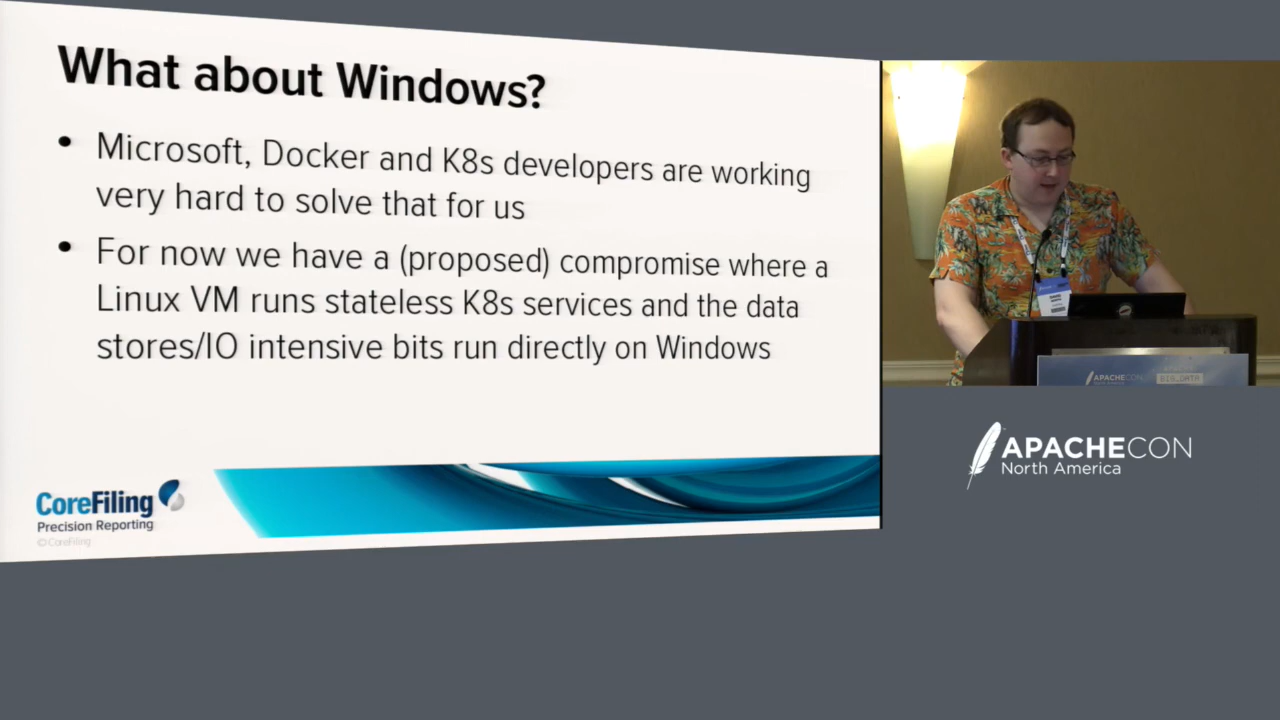 What about Windows?
• Microsoft, Docker and K8s developers are working
very hard to solve that for us
• For now we have a (proposed) compromise where a
Linux VM runs stateless K8s services and the data
stores/IO intensive bits run directly on Windows
CoreFiling
Precision Reporting
© CoreFiling
APACHECON
BIG_DATA
APACHECON
North America